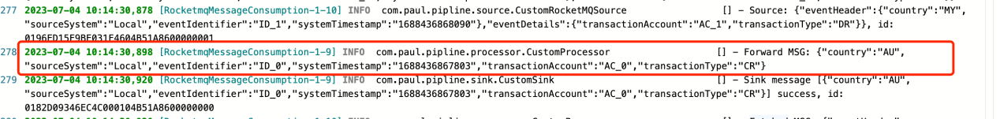 277 2023-07-04 10:14:30,878 [RocketmqMessageConsumption-1-10] INFO com.paul.pipline.source.CustomRocketMQSource [] - Source: {"eventHeader":{"country":"MY",
"sourceSystem":"Local","eventIdentifier":"ID_1","systemTimestamp":"1688436868090"},"eventDetails":{"transactionAccount":"AC_1","transactionType":"DR"}}, id:
0196ED15F9BE031F4604B51A8600000001
278 2023-07-04 10:14:30,898 [RocketmqMessageConsumption-1-9] INFO com.paul.pipline.processor.CustomProcessor [] - Forward MSG: {"country":"AU",
"sourceSystem":"Local","eventIdentifier":"ID_0","systemTimestamp":"1688436867803","transactionAccount":"AC_0","transactionType":"CR"}
279 2023-07-04 10:14:30,920 [RocketmqMessageConsumption-1-9] INFO com.paul.pipline.sink.CustomSink [] - Sink message [{"country":"AU",
"sourceSystem":"Local","eventIdentifier":"ID_0","systemTimestamp":"1688436867803","transactionAccount":"AC_0","transactionType":"CR"}] success, id:
0182D09346EC4C000104B51A8600000000